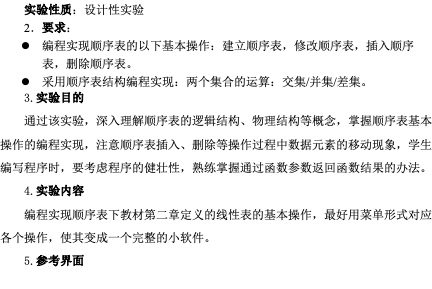 实验性质：设计性实验
2．要求：
● 编程实现顺序表的以下基本操作：建立顺序表，修改顺序表，插入顺序
表，删除顺序表。
● 采用顺序表结构编程实现：两个集合的运算：交集/并集/差集。
3.实验目的
通过该实验，深入理解顺序表的逻辑结构、物理结构等概念，掌握顺序表基本
操作的编程实现，注意顺序表插入、删除等操作过程中数据元素的移动现象，学生
编写程序时，要考虑程序的健壮性，熟练掌握通过函数参数返回函数结果的办法。
4.实验内容
编程实现顺序表下教材第二章定义的线性表的基本操作，最好用菜单形式对应
各个操作，使其变成一个完整的小软件。
5.参考界面